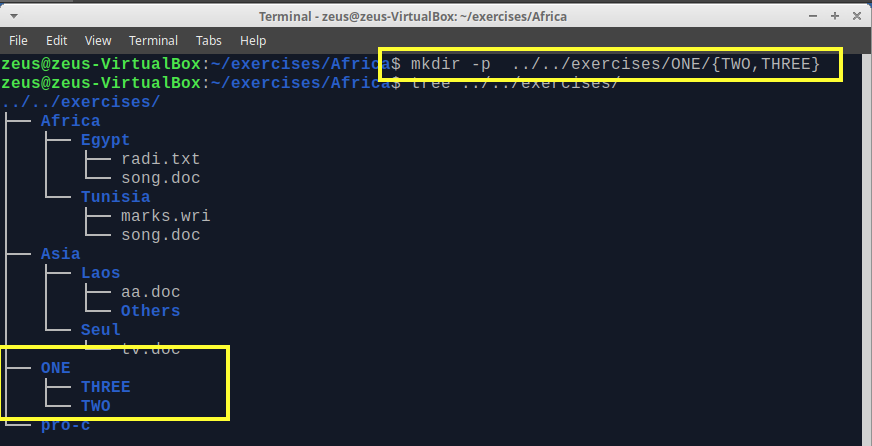 Terminal - zeus@zeus-VirtualBox: ~/exercises/Africa
File Edit View Terminal Tabs Help
zeus@zeus-VirtualBox:~/exercises/Africa$ mkdir -p  ../../exercises/ONE/{TWO,THREE}
zeus@zeus-VirtualBox:~/exercises/Africa$ tree ../../exercises/
../../exercises/
├── Africa
│   ├── Egypt
│   │   ├── radi.txt
│   │   └── song.doc
│   └── Tunisia
│       ├── marks.wri
│       └── song.doc
├── Asia
│   ├── Laos
│   │   ├── aa.doc
│   │   └── Others
│   └── Seul
│       └── tv.doc
├── ONE
│   ├── THREE
│   └── TWO
└── pro-c